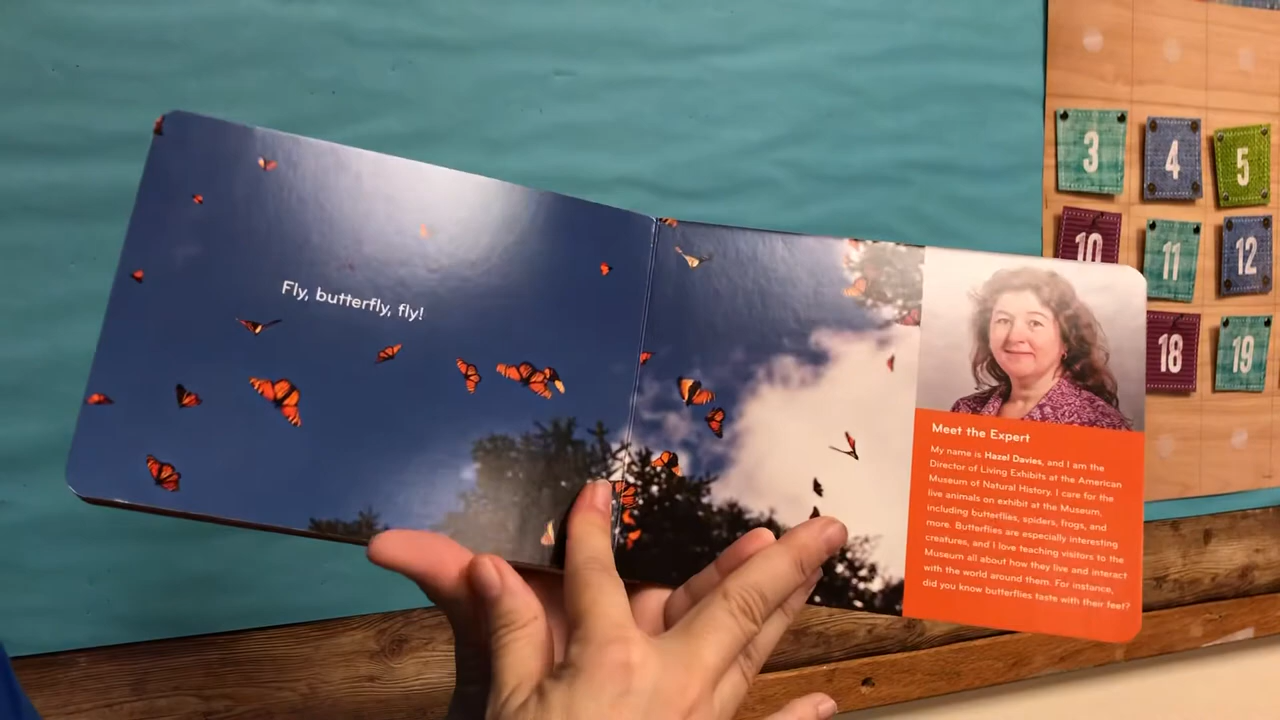 Fly, butterfly, fly!
Meet the Expert
My name is Hazel Davies, and I am the
Director of Living Exhibits at the American
Museum of Natural History. I care for the
live animals on exhibit at the Museum,
including butterflies, spiders, frogs, and
more. Butterflies are especially interesting
creatures, and I love teaching visitors to the
Museum all about how they live and interact
with the world around them. For instance,
did you know butterflies taste with their feet?
3 4 5
10 11 12
18 19